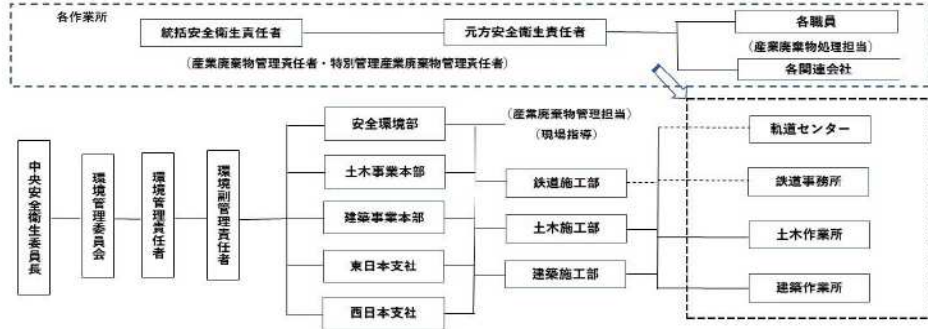 各作業所
統括安全衛生責任者
元方安全衛生責任者
各職員
(産業廃棄物処理担当)
各関連会社
(産業廃棄物管理責任者・特別管理産業廃棄物管理責任者)
中央安全衛生委員長
環境管理委員会
環境管理責任者
環境副管理責任者
安全環境部
土木事業本部
建築事業本部
東日本支社
西日本支社
(産業廃棄物管理担当)
(現場指導)
鉄道施工部
土木施工部
建築施工部
軌道センター
鉄道事務所
土木作業所
建築作業所